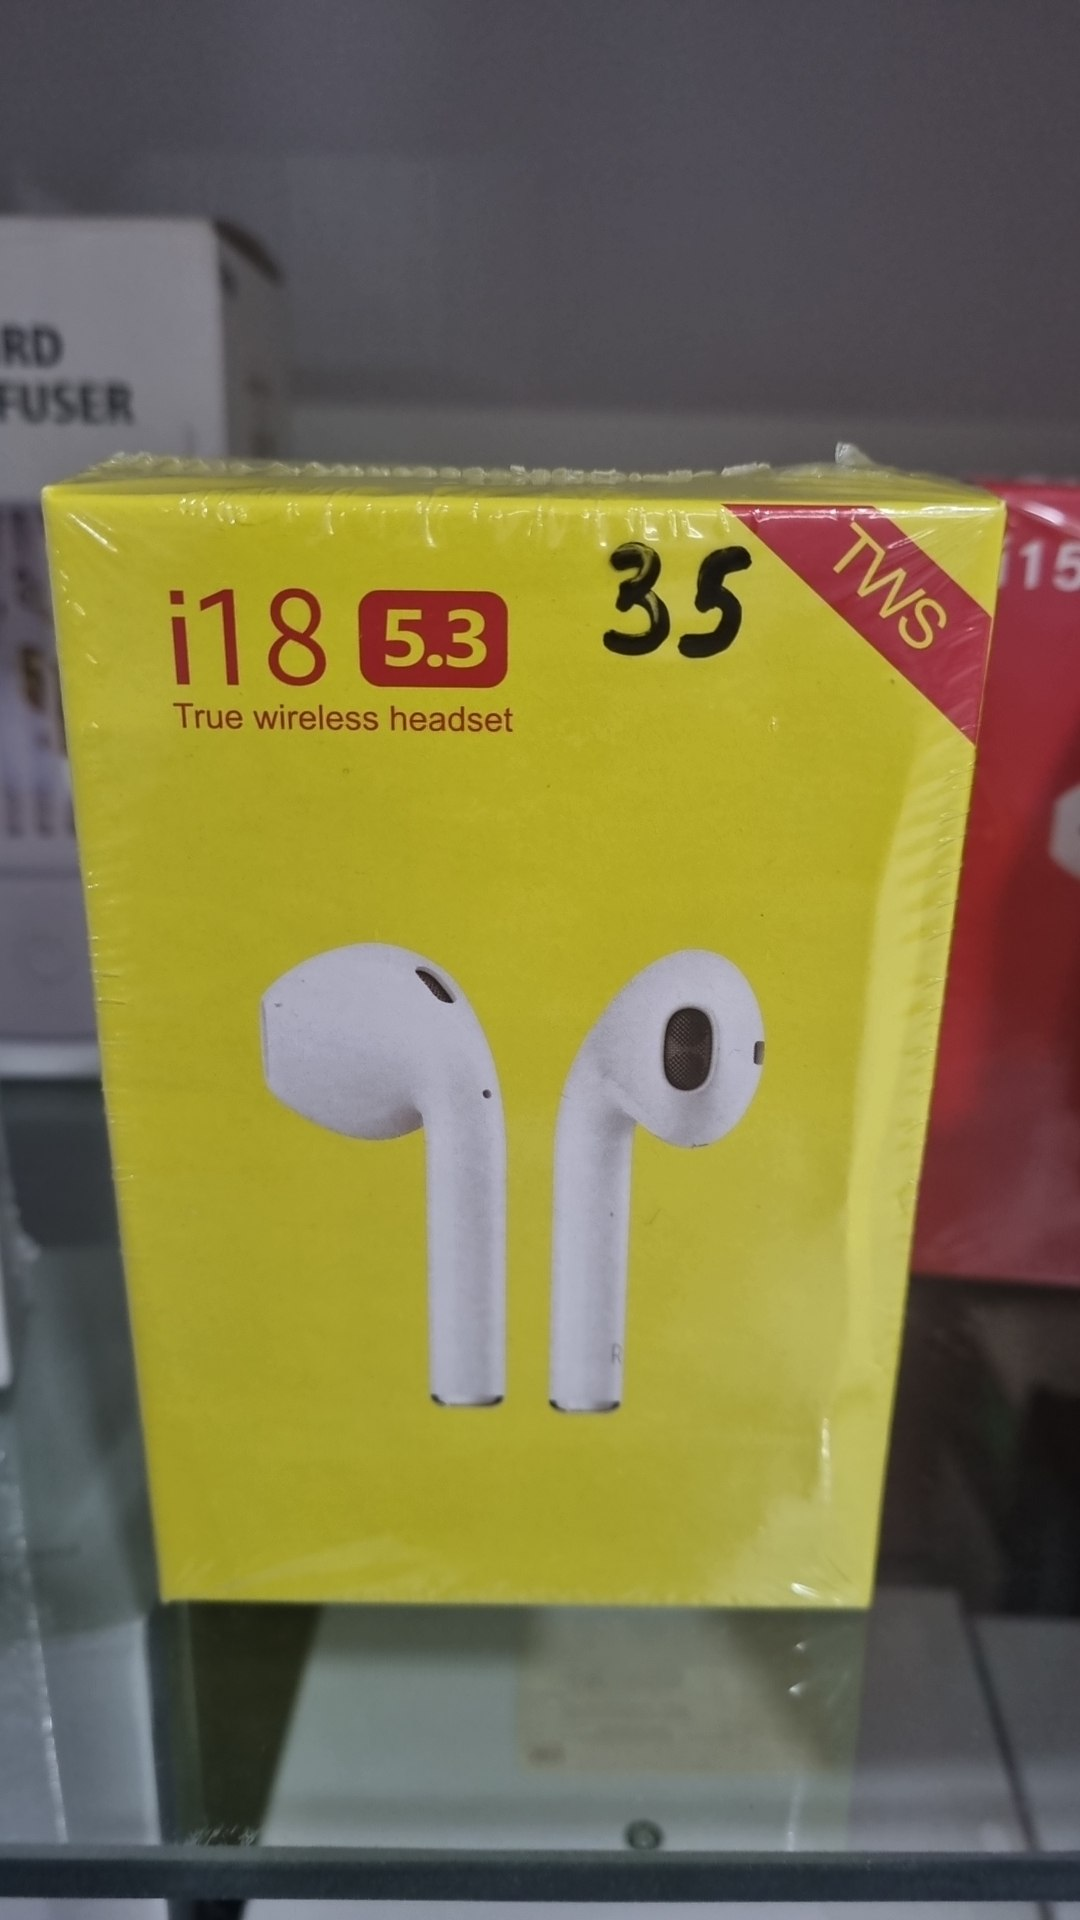 RD
FUSER
i18 5.3
35
TWS
True wireless headset
i15
R